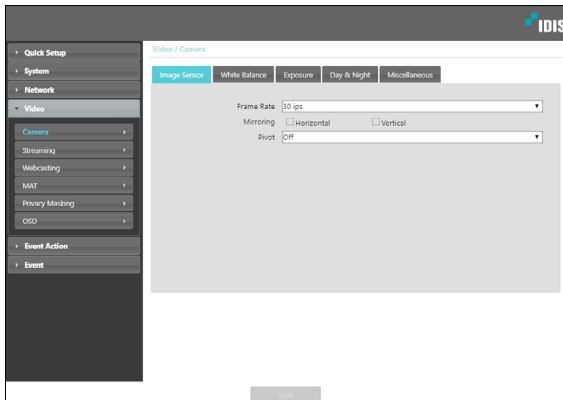 IDIS
Quick Setup
System
Network
Video
Camera
Streaming
Webcasting
MAT
Privacy Masking
OSD
Event Action
Event
Video / Camera
Image Sensor White Balance Exposure Day & Night Miscellaneous
Frame Rate 30 ips
Mirroring Horizontal Vertical
Pivot Off
Save